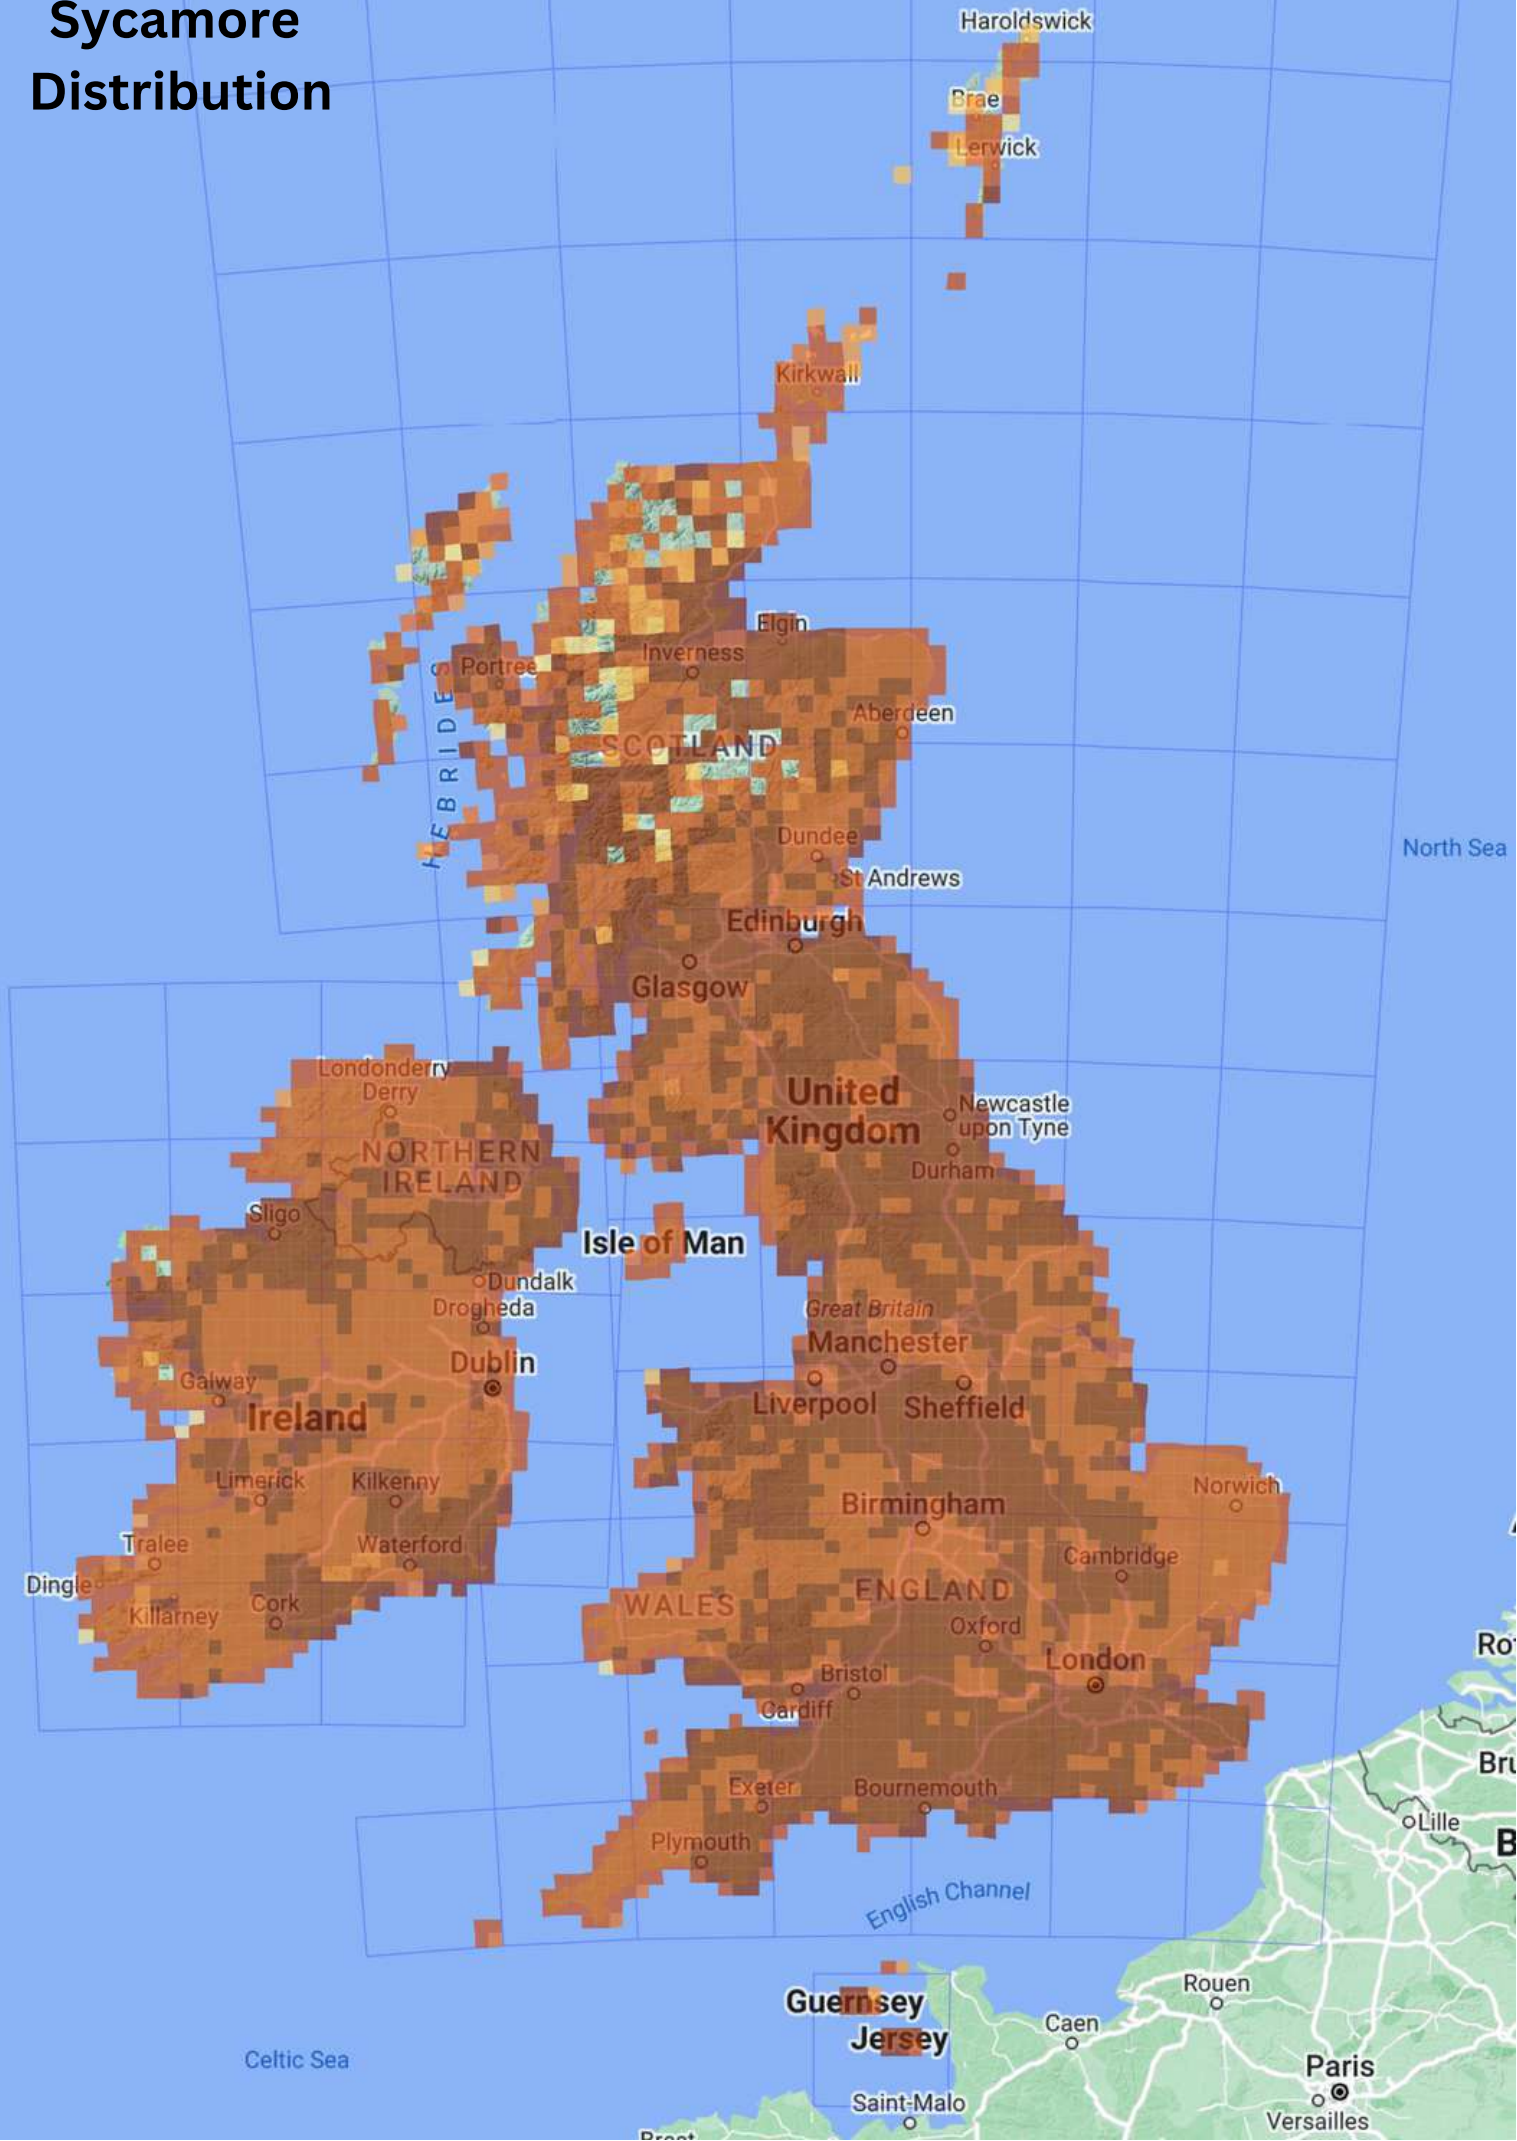 Sycamore
Distribution
Haroldswick
Brae
Lerwick
Kirkwall
Elgin
Inverness
Portree
HEBRIDES
Aberdeen
SCOTLAND
Dundee
St Andrews
North Sea
Edinburgh
Glasgow
Londonderry
Derry
United
Kingdom
Newcastle
upon Tyne
NORTHERN
IRELAND
Durham
Sligo
Isle of Man
Dundalk
Drogheda
Great Britain
Manchester
Dublin
Galway
Liverpool
Sheffield
Ireland
Limerick
Kilkenny
Norwich
Birmingham
Tralee
Waterford
Cambridge
Dingle
Killarney
Cork
WALES
ENGLAND
Oxford
London
Ro
Bristol
Cardiff
Bru
Exeter
Bournemouth
Lille
Plymouth
B
English Channel
Guernsey
Jersey
Rouen
Caen
Celtic Sea
Paris
Saint-Malo
Versailles